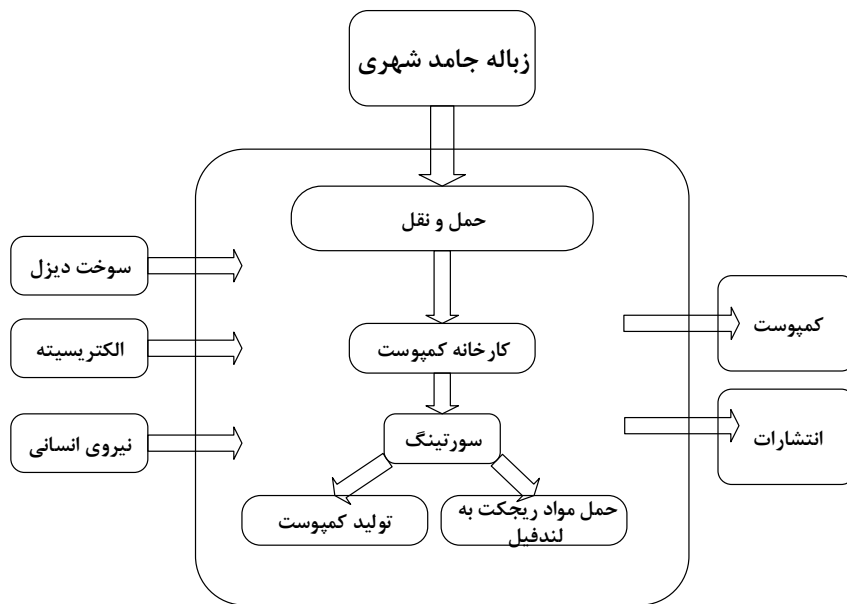 زباله جامد شهری
حمل و نقل
سوخت دیزل
کمپوست
الکتریسیته
کارخانه کمپوست
نیروی انسانی
سورتینگ
انتشارات
تولید کمپوست
حمل مواد ریجکت به
لندفیل